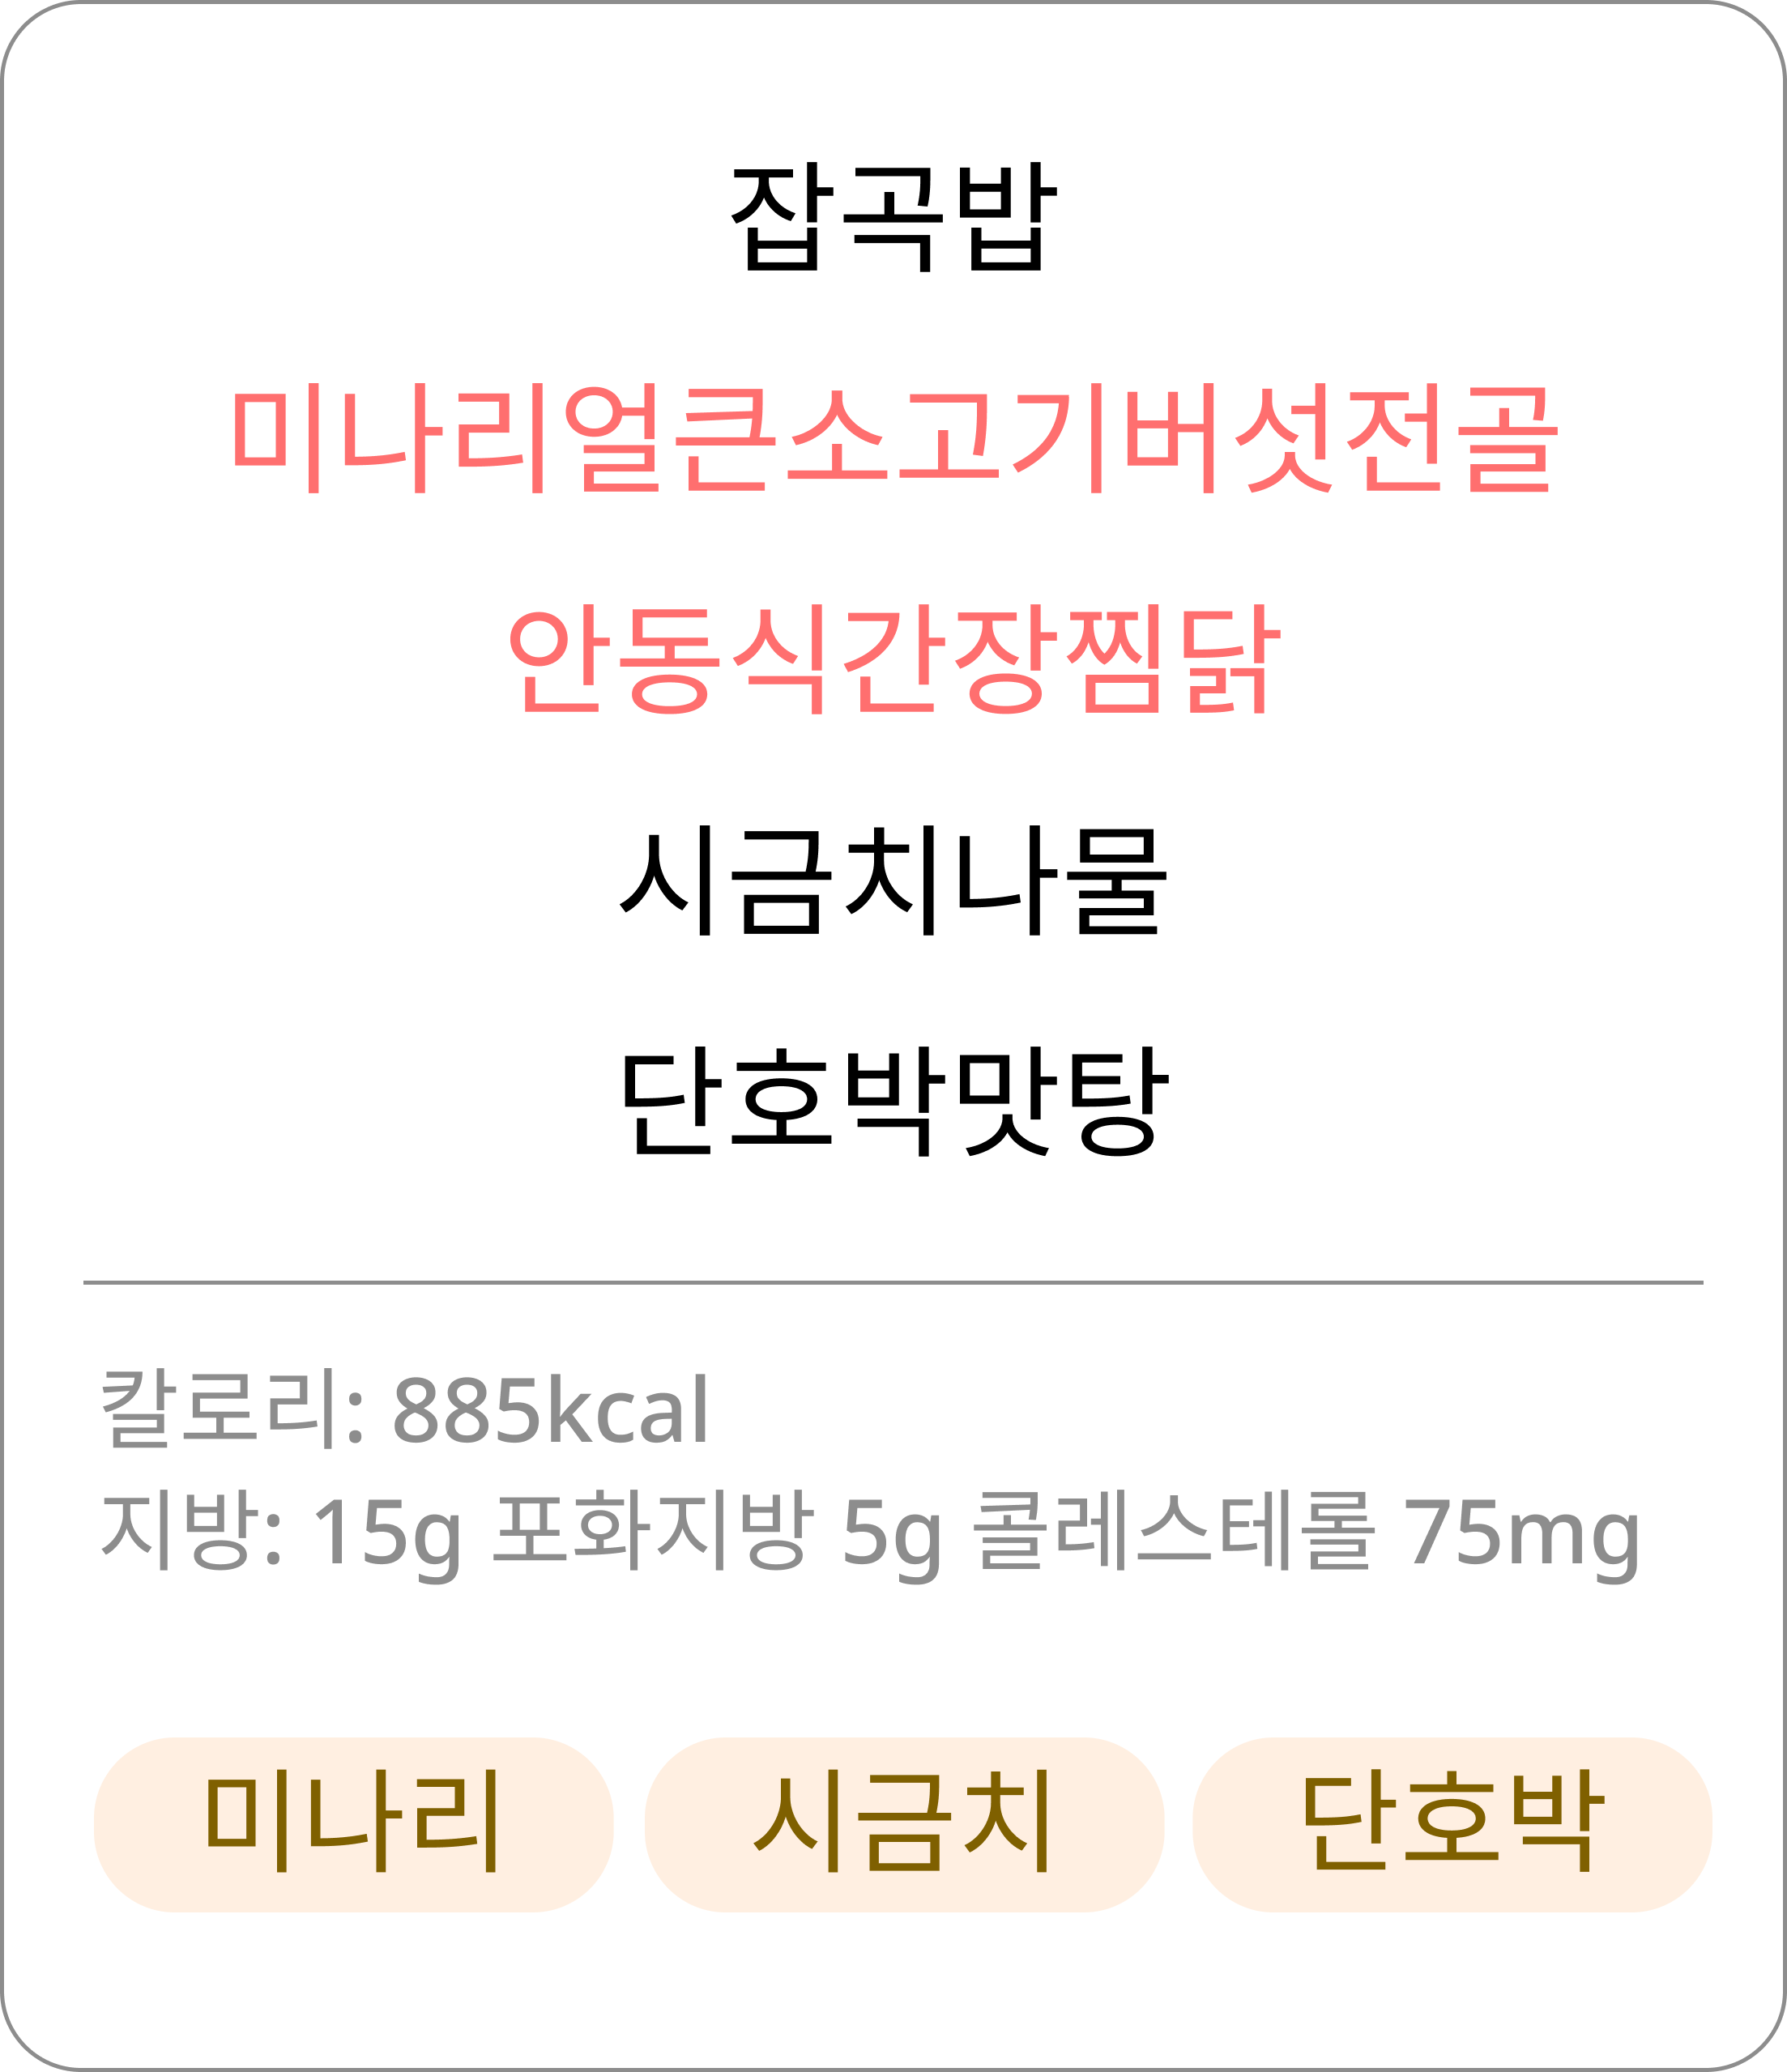 잡곡밥
미나리얼큰소고기버섯전골
안동식간장찜닭
시금치나물
단호박맛탕
칼로리: 885kcal
지방: 15g 포화지방 5g 콜레스테롤 75mg
미나리
시금치
단호박